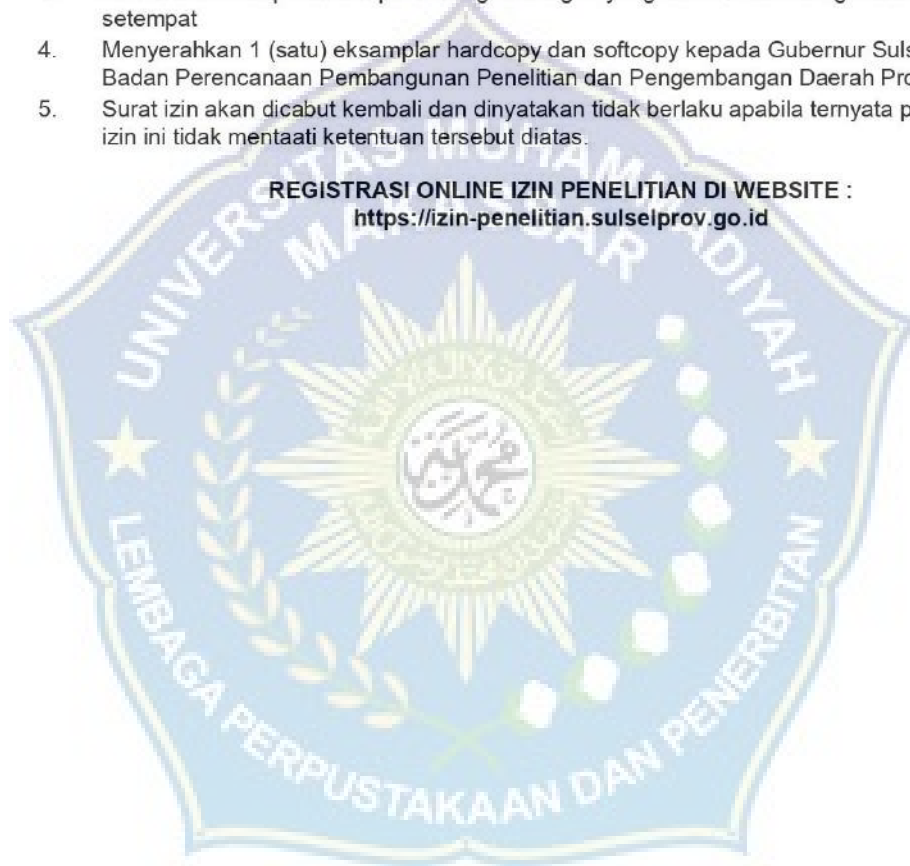 setempat
4. Menyerahkan 1 (satu) eksamplar hardcopy dan softcopy kepada Gubernur
Badan Perencanaan Pembangunan Penelitian dan Pengembangan Daerah
5. Surat izin akan dicabut kembali dan dinyatakan tidak berlaku apabila ternyata
izin ini tidak mentaati ketentuan tersebut diatas.
REGISTRASI ONLINE IZIN PENELITIAN DI WEBSITE :
https://izin-penelitian.sulselprov.go.id
UNIVERSITAS MUHAMMADIYAH
MAKASSAR
محمد
LEMBAGA PERPUSTAKAAN DAN PENERBITAN